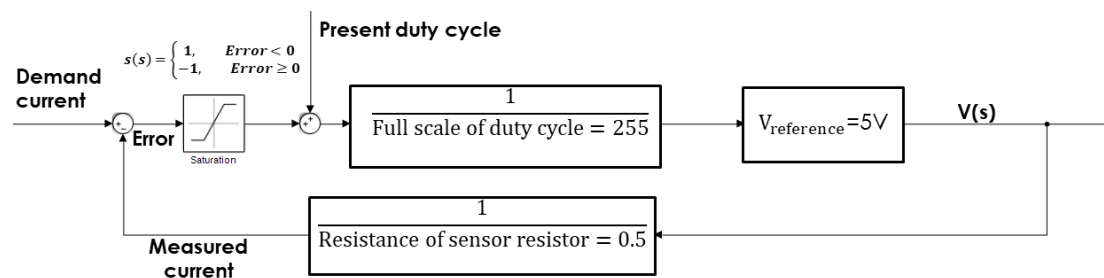 Present duty cycle
s(s) = { 1, Error < 0
−1, Error ≥ 0
Demand
current
+
−
Error
Saturation
+
+
1
Full scale of duty cycle = 255
V_reference=5V
V(s)
1
Resistance of sensor resistor = 0.5
Measured
current